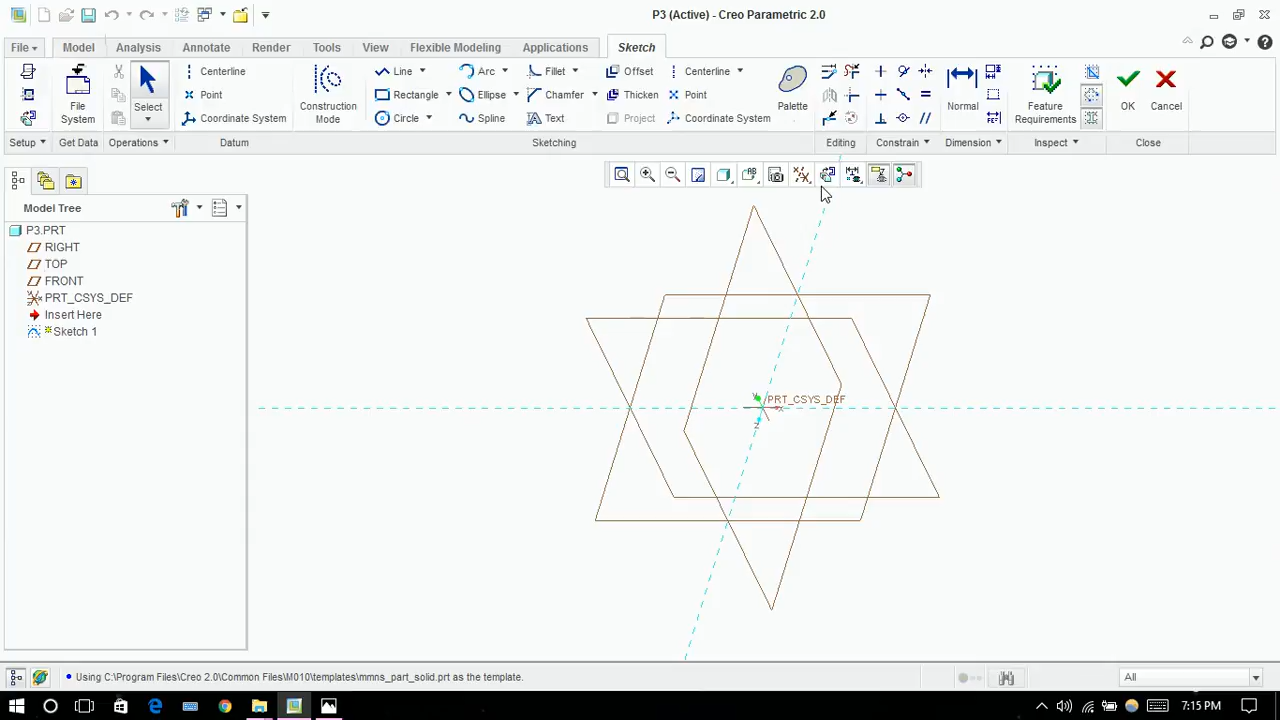 P3 (Active) - Creo Parametric 2.0
File Model Analysis Annotate Render Tools View Flexible Modeling Applications Sketch
Centerline Line Arc Fillet Offset Centerline
Point Rectangle Ellipse Chamfer Thicken Point
Coordinate System Circle Spline Text Project Coordinate System
File System
Select
Construction Mode
Palette
Normal
Feature Requirements
OK
Cancel
Setup Get Data Operations Datum Sketching Editing Constrain Dimension Inspect Close
Model Tree
P3.PRT
RIGHT
TOP
FRONT
PRT_CSYS_DEF
Insert Here
Sketch 1
PRT_CSYS_DEF
X
Y
Z
Using C:\Program Files\Creo 2.0\Common Files\M010\templates\mmns_part_solid.prt as the template.
All
7:15 PM